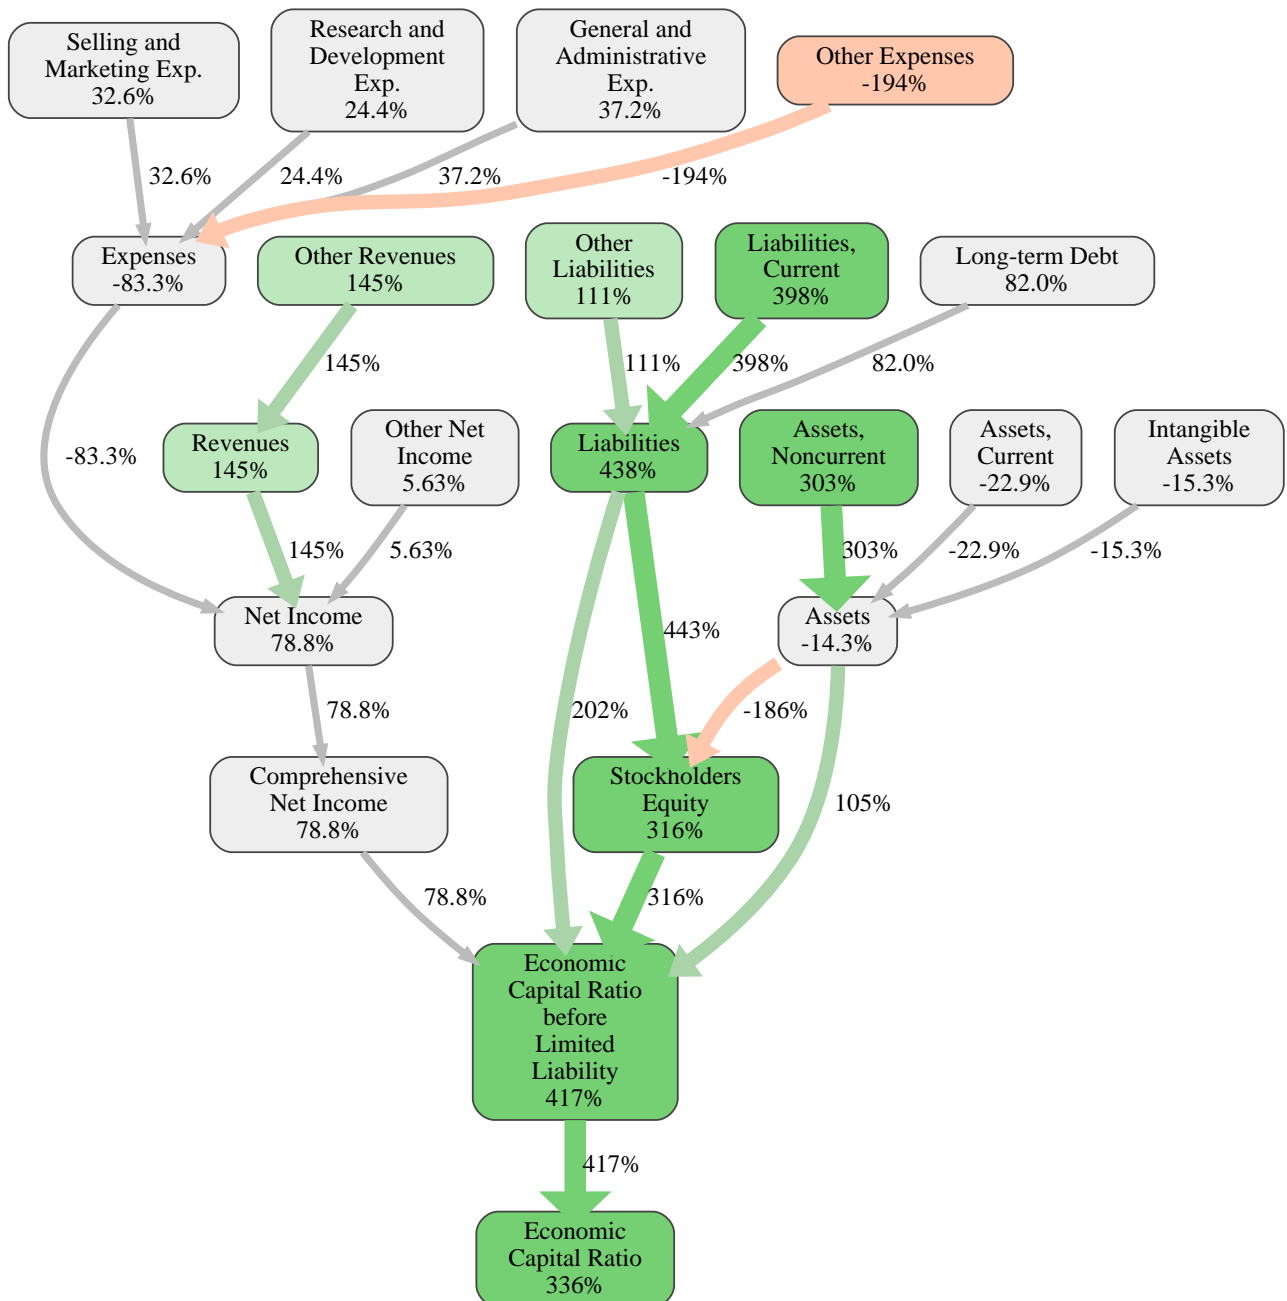 Selling and
Marketing Exp.
32.6%
Research and
Development
Exp.
24.4%
General and
Administrative
Exp.
37.2%
Other Expenses
-194%
32.6%
24.4%
37.2%
-194%
Expenses
-83.3%
Other Revenues
145%
Other
Liabilities
111%
Liabilities,
Current
398%
Long-term Debt
82.0%
145%
111%
398%
82.0%
-83.3%
Revenues
145%
Other Net
Income
5.63%
Liabilities
438%
Assets,
Noncurrent
303%
Assets,
Current
-22.9%
Intangible
Assets
-15.3%
145%
5.63%
303%
-22.9%
-15.3%
Net Income
78.8%
443%
Assets
-14.3%
78.8%
202%
-186%
Comprehensive
Net Income
78.8%
Stockholders
Equity
316%
105%
78.8%
316%
Economic
Capital Ratio
before
Limited
Liability
417%
417%
Economic
Capital Ratio
336%